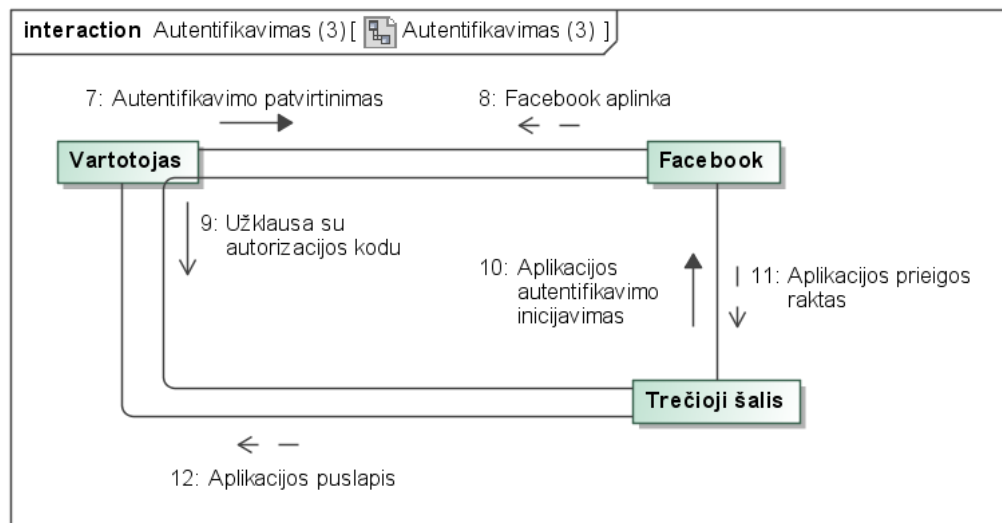 interaction Autentifikavimas (3) [ Autentifikavimas (3) ]
7: Autentifikavimo patvirtinimas
8: Facebook aplinka
Vartotojas
Facebook
9: Užklausa su
autorizacijos kodu
10: Aplikacijos
autentifikavimo
inicijavimas
11: Aplikacijos prieigos
raktas
Trečioji šalis
12: Aplikacijos puslapis